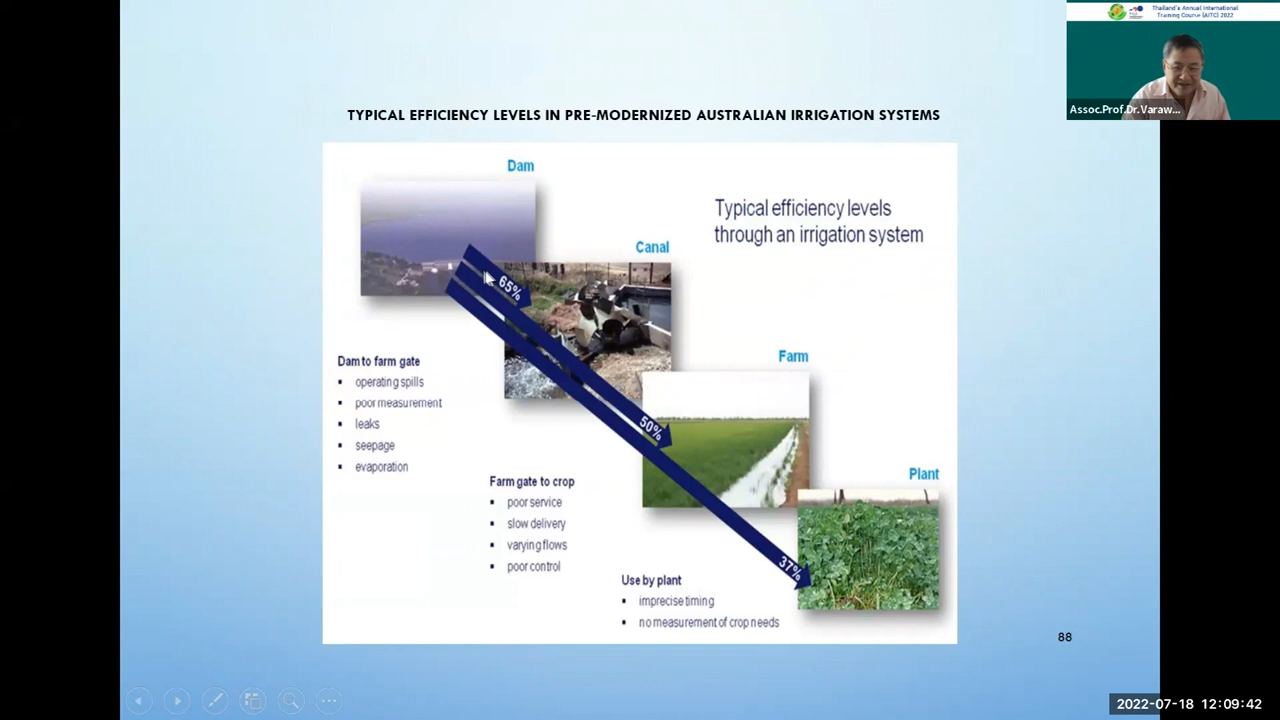 Thailand's Annual International
Training Course (AITC) 2022
Assoc.Prof.Dr.Varaw...
TYPICAL EFFICIENCY LEVELS IN PRE-MODERNIZED AUSTRALIAN IRRIGATION SYSTEMS
Dam
Typical efficiency levels
through an irrigation system
Canal
65%
Farm
Dam to farm gate
▪ operating spills
▪ poor measurement
▪ leaks
▪ seepage
▪ evaporation
50%
Plant
Farm gate to crop
▪ poor service
▪ slow delivery
▪ varying flows
▪ poor control
37%
Use by plant
▪ imprecise timing
▪ no measurement of crop needs
88
2022-07-18 12:09:42